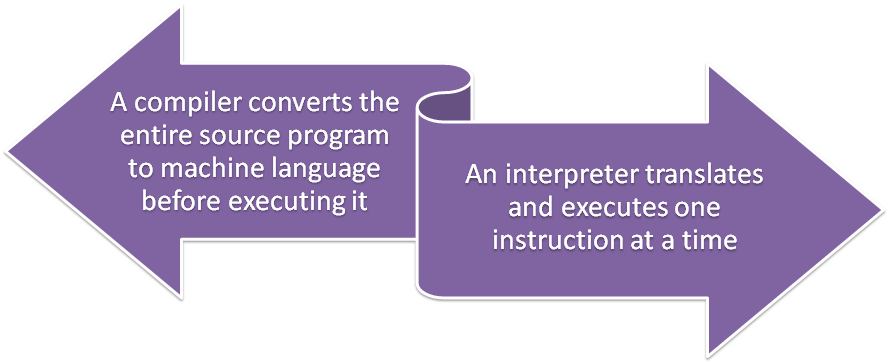 A compiler converts the
entire source program
to machine language
before executing it
An interpreter translates
and executes one
instruction at a time